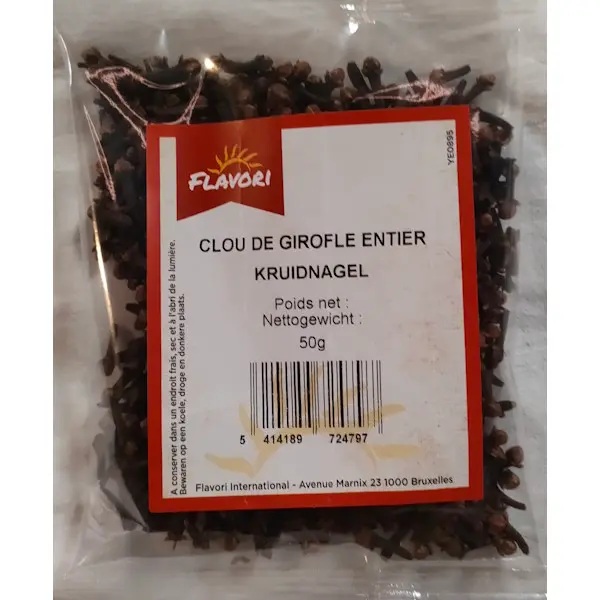 FLAVORI
YE0895
CLOU DE GIROFLE ENTIER
KRUIDNAGEL
Poids net :
Nettogewicht :
50g
5 414189 724797
A conserver dans un endroit frais, sec et à l'abri de la lumière.
Bewaren op een koele, droge en donkere plaats.
Flavori International - Avenue Marnix 23 1000 Bruxelles